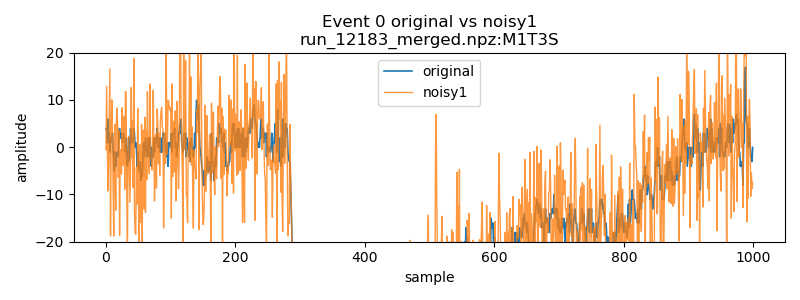 Event 0 original vs noisy1
run_12183_merged.npz:M1T3S
20
10
0
−10
−20
amplitude
original
noisy1
0
200
400
600
800
1000
sample